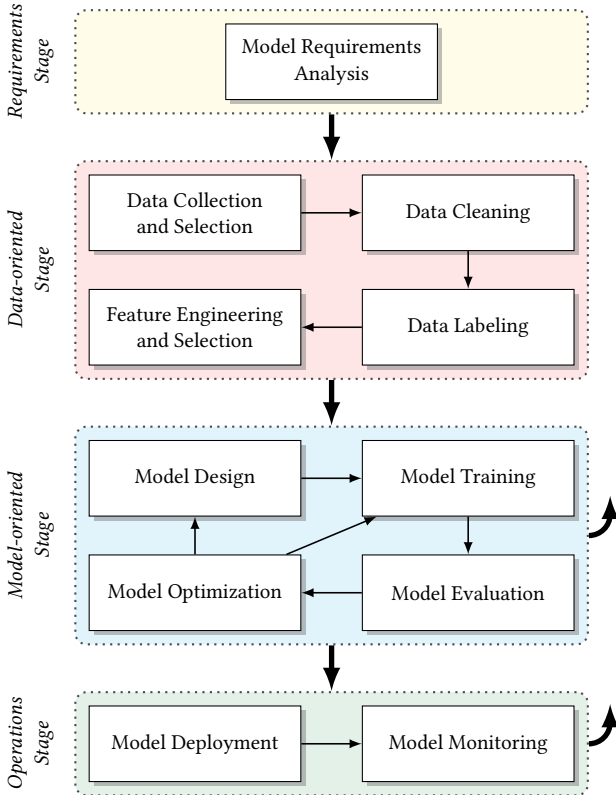 Requirements
Stage
Model Requirements
Analysis
Data-oriented
Stage
Data Collection
and Selection
Data Cleaning
Feature Engineering
and Selection
Data Labeling
Model-oriented
Stage
Model Design
Model Training
Model Optimization
Model Evaluation
Operations
Stage
Model Deployment
Model Monitoring